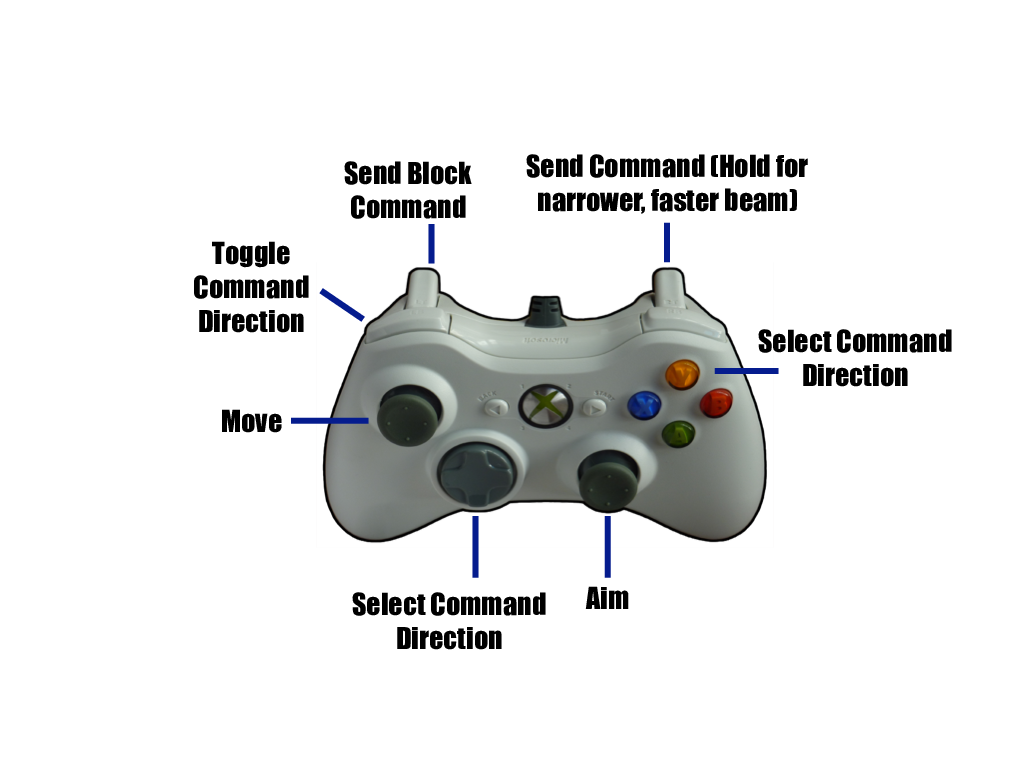 Send Block
Command
Send Command (Hold for
narrower, faster beam)
Toggle
Command
Direction
Select Command
Direction
Move
Y
X
B
A
Select Command
Direction
Aim